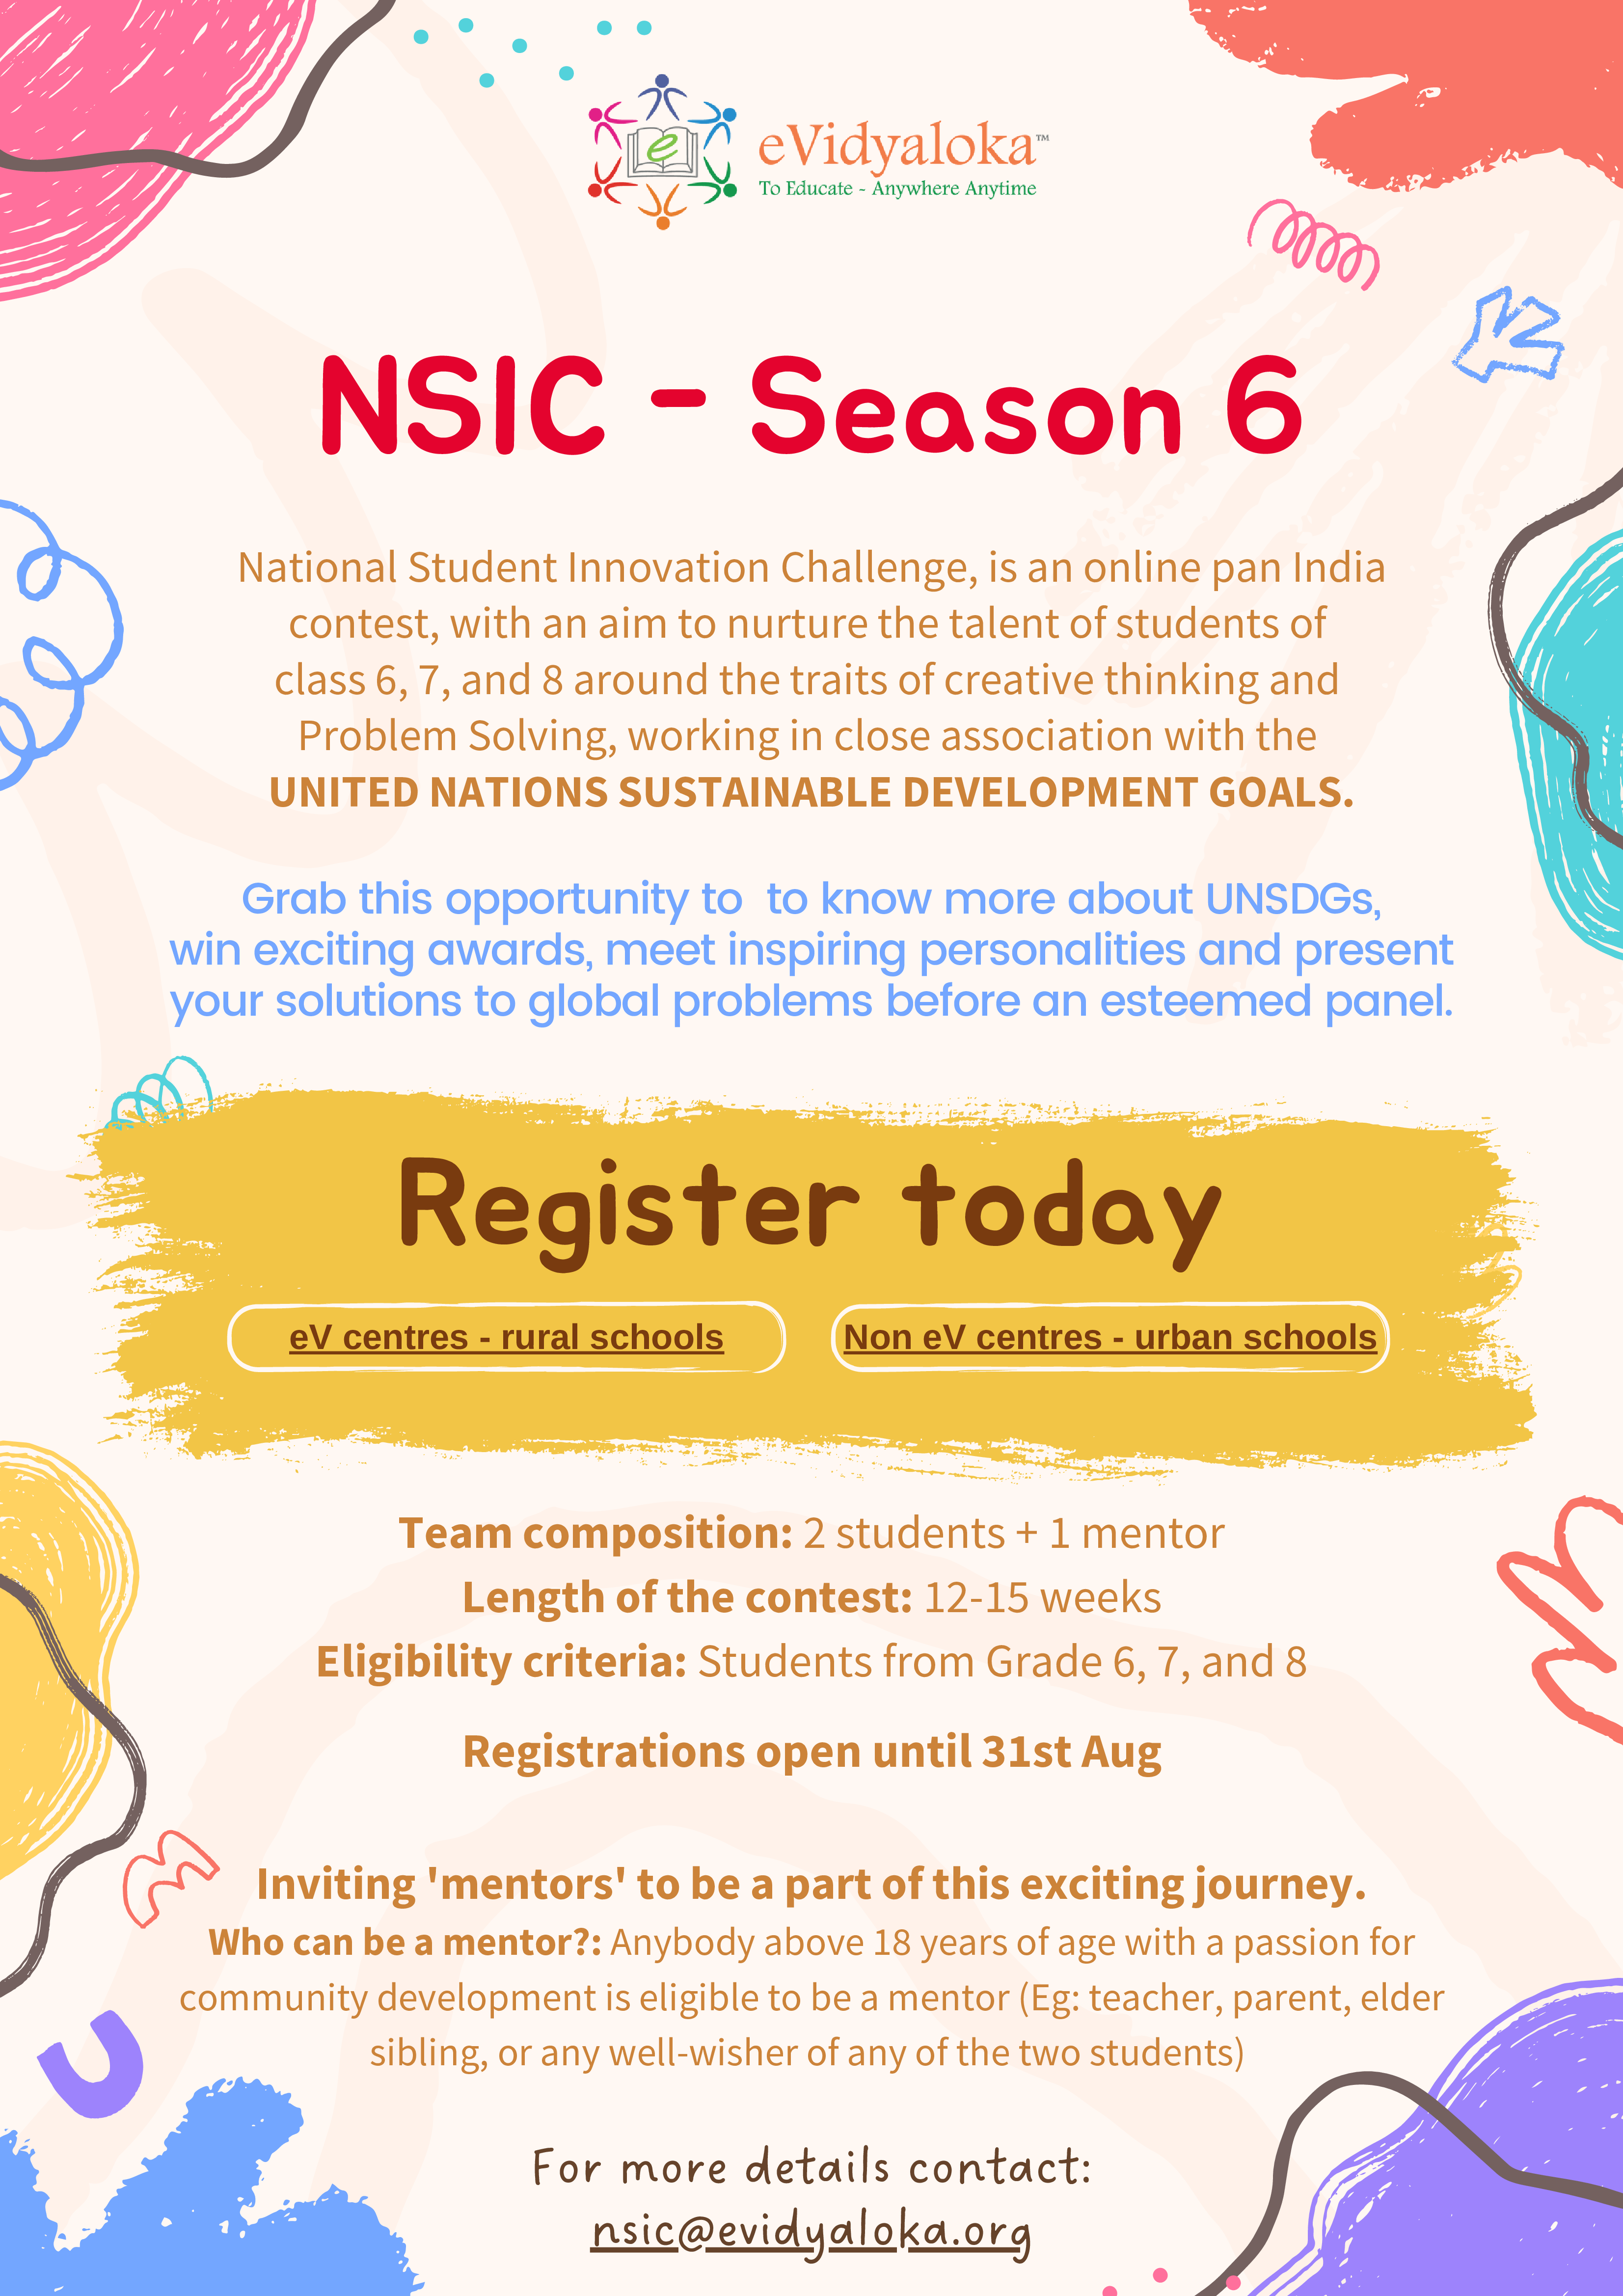 e
eVidyaloka™
To Educate - Anywhere Anytime
NSIC - Season 6
National Student Innovation Challenge, is an online pan India
contest, with an aim to nurture the talent of students of
class 6, 7, and 8 around the traits of creative thinking and
Problem Solving, working in close association with the
UNITED NATIONS SUSTAINABLE DEVELOPMENT GOALS.
Grab this opportunity to  to know more about UNSDGs,
win exciting awards, meet inspiring personalities and present
your solutions to global problems before an esteemed panel.
Register today
eV centres - rural schools
Non eV centres - urban schools
Team composition: 2 students + 1 mentor
Length of the contest: 12-15 weeks
Eligibility criteria: Students from Grade 6, 7, and 8
Registrations open until 31st Aug
Inviting 'mentors' to be a part of this exciting journey.
Who can be a mentor?: Anybody above 18 years of age with a passion for
community development is eligible to be a mentor (Eg: teacher, parent, elder
sibling, or any well-wisher of any of the two students)
For more details contact:
nsic@evidyaloka.org